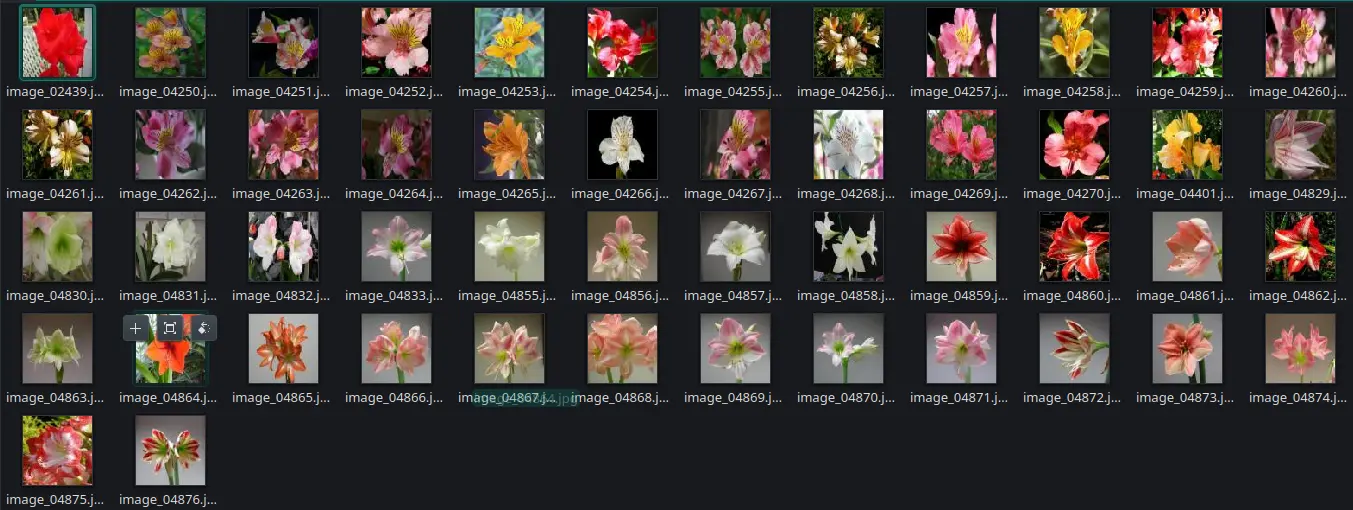 image_02439.j... image_04250.j... image_04251.j... image_04252.j... image_04253.j... image_04254.j... image_04255.j... image_04256.j... image_04257.j... image_04258.j... image_04259.j... image_04260.j...
image_04261.j... image_04262.j... image_04263.j... image_04264.j... image_04265.j... image_04266.j... image_04267.j... image_04268.j... image_04269.j... image_04270.j... image_04401.j... image_04829.j...
image_04830.j... image_04831.j... image_04832.j... image_04833.j... image_04855.j... image_04856.j... image_04857.j... image_04858.j... image_04859.j... image_04860.j... image_04861.j... image_04862.j...
image_04863.j... image_04864.j... image_04865.j... image_04866.j... image_04867.j... image_04868.j... image_04869.j... image_04870.j... image_04871.j... image_04872.j... image_04873.j... image_04874.j...
image_04875.j... image_04876.j...